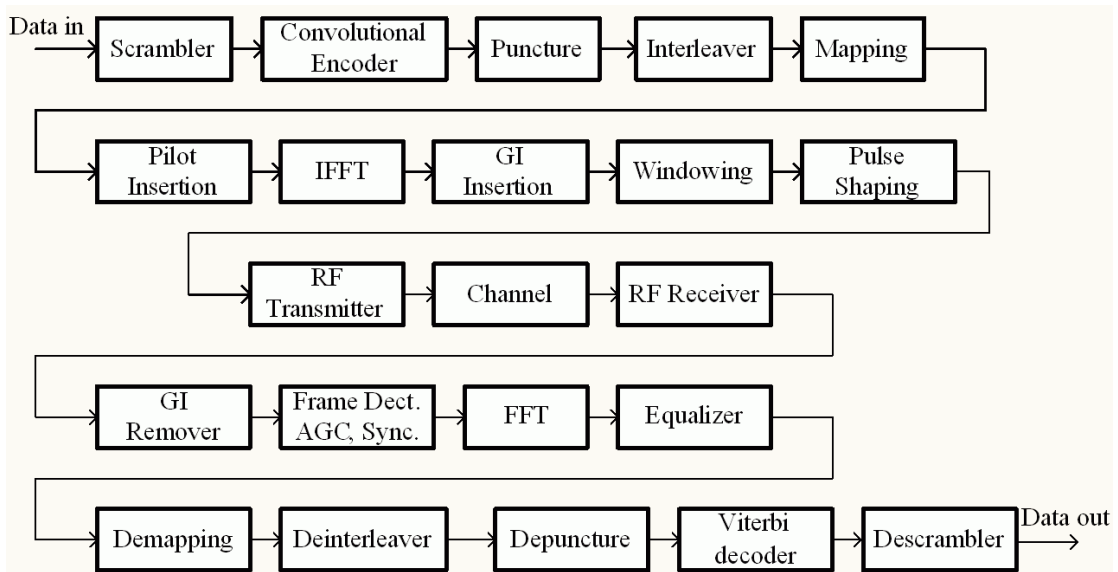 Data in
Scrambler
Convolutional
Encoder
Puncture
Interleaver
Mapping
Pilot
Insertion
IFFT
GI
Insertion
Windowing
Pulse
Shaping
RF
Transmitter
Channel
RF Receiver
GI
Remover
Frame Dect.
AGC, Sync.
FFT
Equalizer
Demapping
Deinterleaver
Depuncture
Viterbi
decoder
Descrambler
Data out